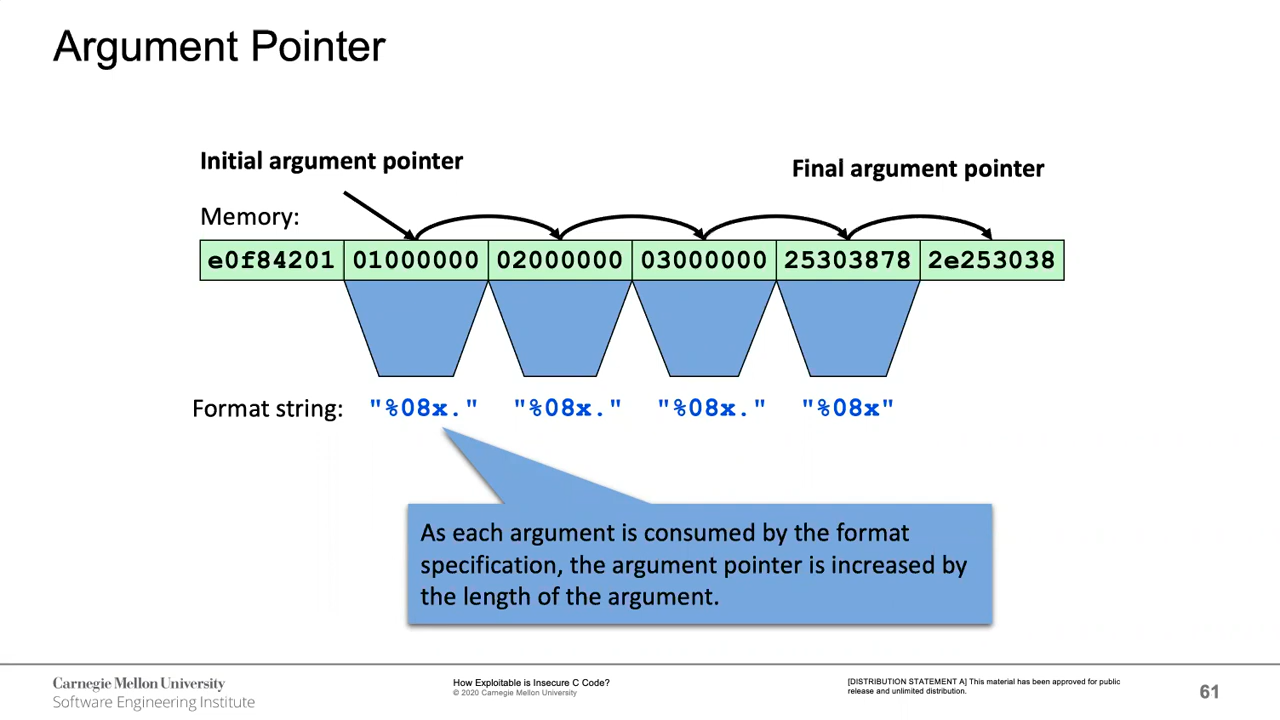 Argument Pointer
Initial argument pointer
Final argument pointer
Memory:
e0f84201 01000000 02000000 03000000 25303878 2e253038
Format string: "%08x." "%08x." "%08x." "%08x"
As each argument is consumed by the format
specification, the argument pointer is increased by
the length of the argument.
Carnegie Mellon University
Software Engineering Institute
How Exploitable is Insecure C Code?
© 2020 Carnegie Mellon University
[DISTRIBUTION STATEMENT A] This material has been approved for public
release and unlimited distribution.
61